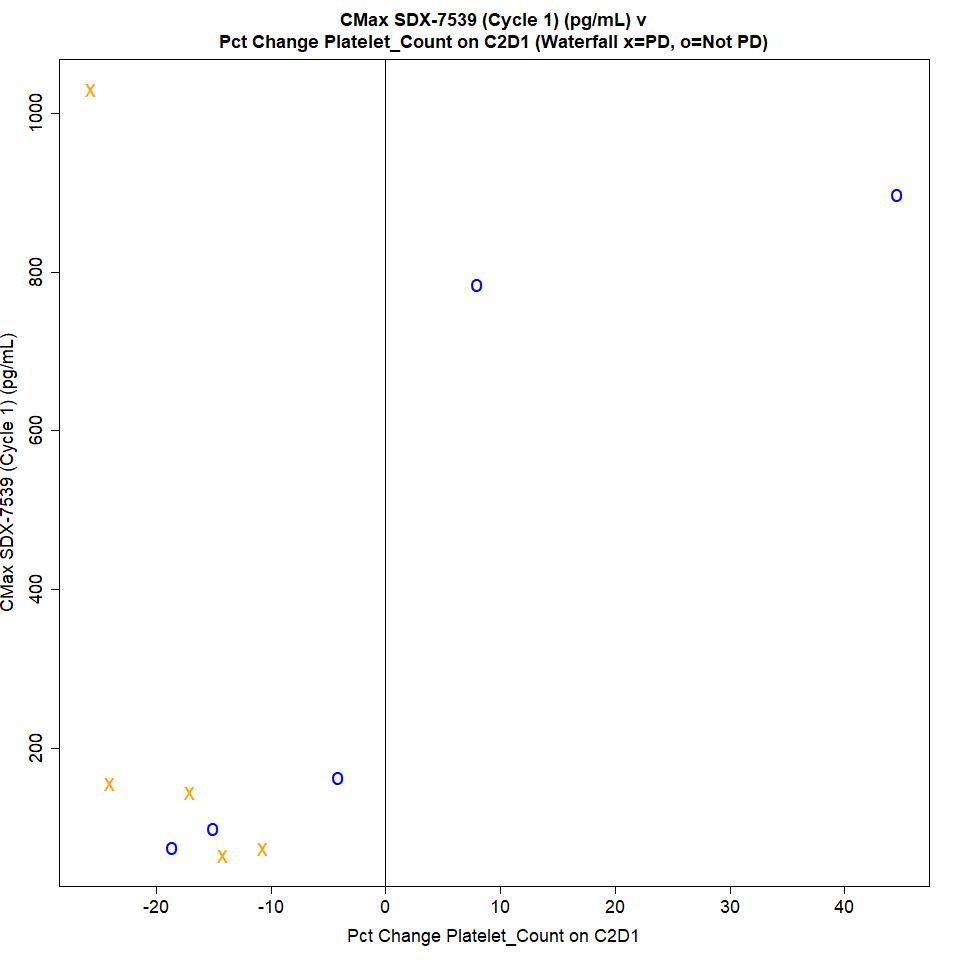 CMax SDX-7539 (Cycle 1) (pg/mL) v
Pct Change Platelet_Count on C2D1 (Waterfall x=PD, o=Not PD)
CMax SDX-7539 (Cycle 1) (pg/mL)
1000
800
600
400
200
X
O
O
X
X
O
O
O
X
X
-20
-10
0
10
20
30
40
Pct Change Platelet_Count on C2D1